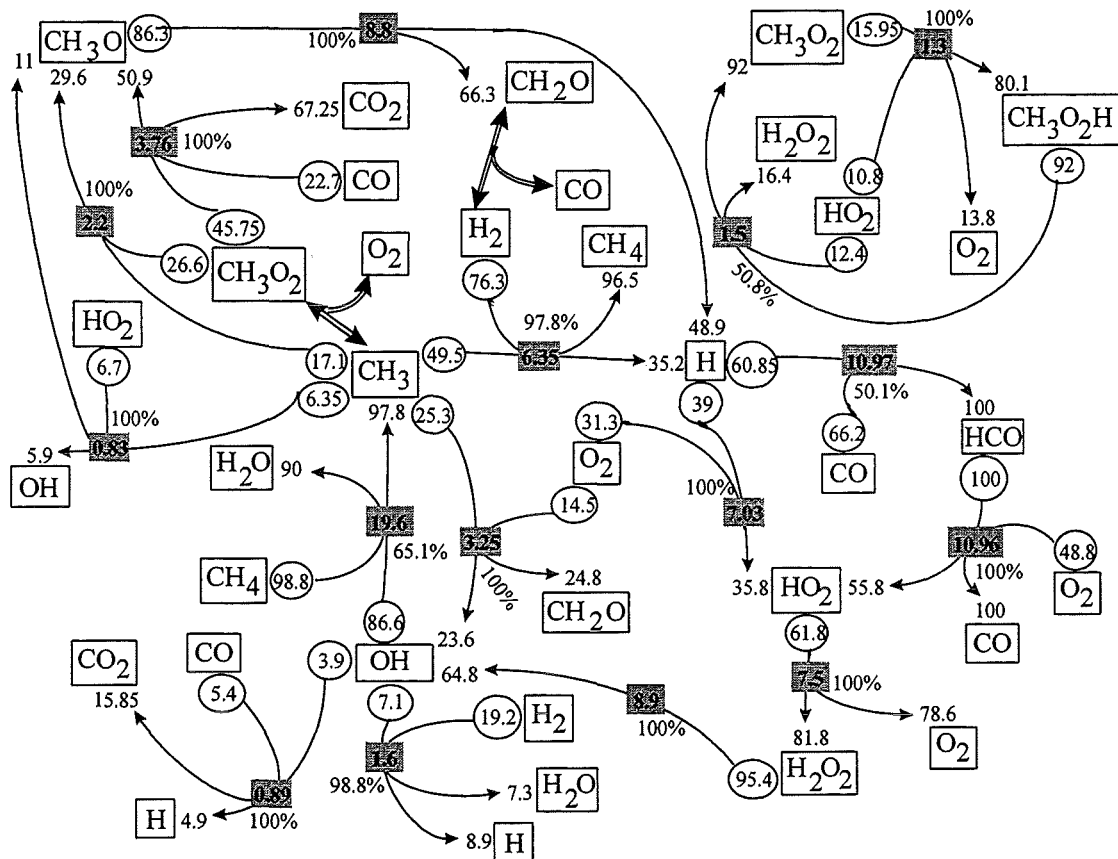 CH3O 86.3 8.8 100%
11 29.6 50.9
66.3 CH2O
67.25 CO2
3.76 100%
22.7 CO
CO
100%
2.2
45.75
26.6 CH3O2
O2
H2
76.3
CH4
96.5
100%
CH3O2 15.95 1.3
92
80.1
CH3O2H
92
H2O2
16.4
10.8
HO2
12.4
13.8
O2
1.5
50.8%
HO2
6.7
100%
5.9 0.83
OH
17.1
6.35
CH3
49.5
97.8 25.3
97.8%
6.35
48.9
35.2 H 60.85
39
10.97
50.1%
66.2
CO
100
HCO
100
31.3
O2
14.5
100%
7.03
H2O 90
19.6
65.1%
CH4 98.8
3.25
100%
24.8
CH2O
23.6
86.6
OH
64.8
35.8 HO2 55.8
61.8
10.96
100%
48.8
O2
100
CO
7.5 100%
78.6
O2
81.8
H2O2
95.4
8.9
100%
CO2
15.85
CO
5.4
3.9
0.89
100%
H 4.9
7.1
19.2 H2
1.6
98.8%
7.3 H2O
8.9 H